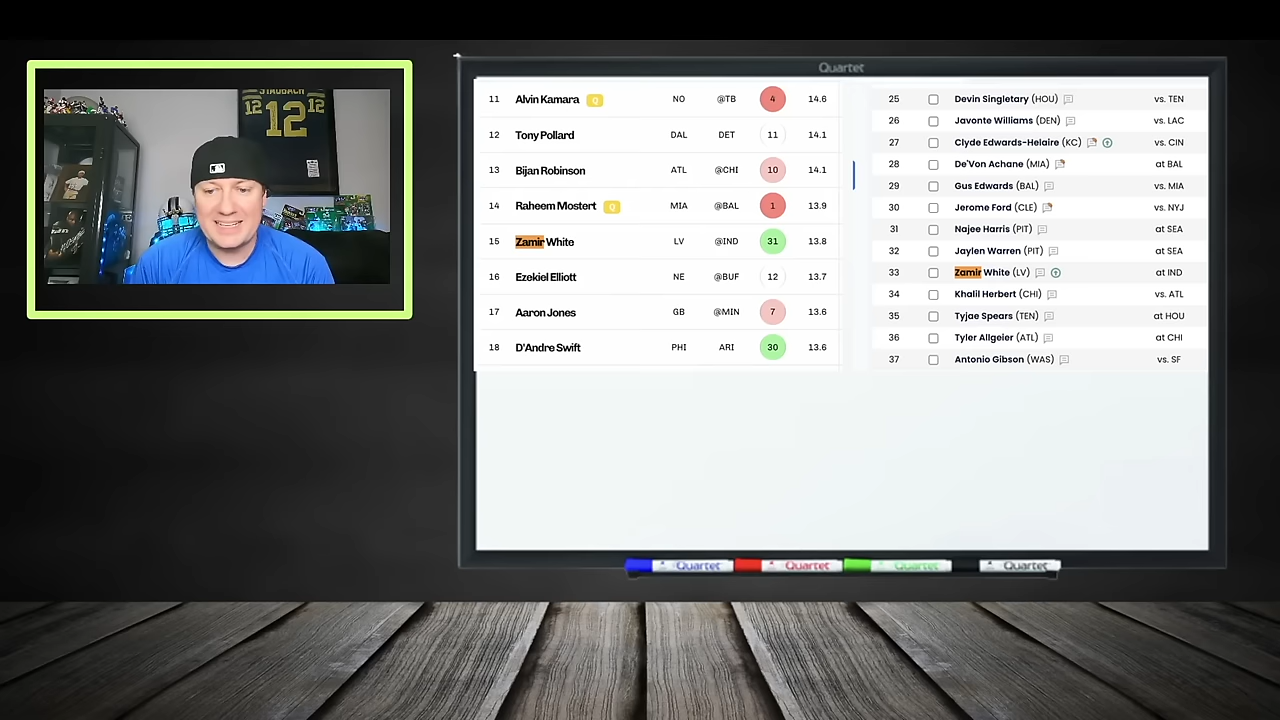 Quartet
STAUBACH
12 12 12
11 Alvin Kamara Q NO @TB 4 14.6
12 Tony Pollard DAL DET 11 14.1
13 Bijan Robinson ATL @CHI 10 14.1
14 Raheem Mostert Q MIA @BAL 1 13.9
15 Zamir White LV @IND 31 13.8
16 Ezekiel Elliott NE @BUF 12 13.7
17 Aaron Jones GB @MIN 7 13.6
18 D'Andre Swift PHI ARI 30 13.6
25 Devin Singletary (HOU) vs. TEN
26 Javonte Williams (DEN) vs. LAC
27 Clyde Edwards-Helaire (KC) vs. CIN
28 De'Von Achane (MIA) at BAL
29 Gus Edwards (BAL) vs. MIA
30 Jerome Ford (CLE) vs. NYJ
31 Najee Harris (PIT) at SEA
32 Jaylen Warren (PIT) at SEA
33 Zamir White (LV) at IND
34 Khalil Herbert (CHI) vs. ATL
35 Tyjae Spears (TEN) at HOU
36 Tyler Allgeier (ATL) at CHI
37 Antonio Gibson (WAS) vs. SF
Quartet Quartet Quartet Quartet